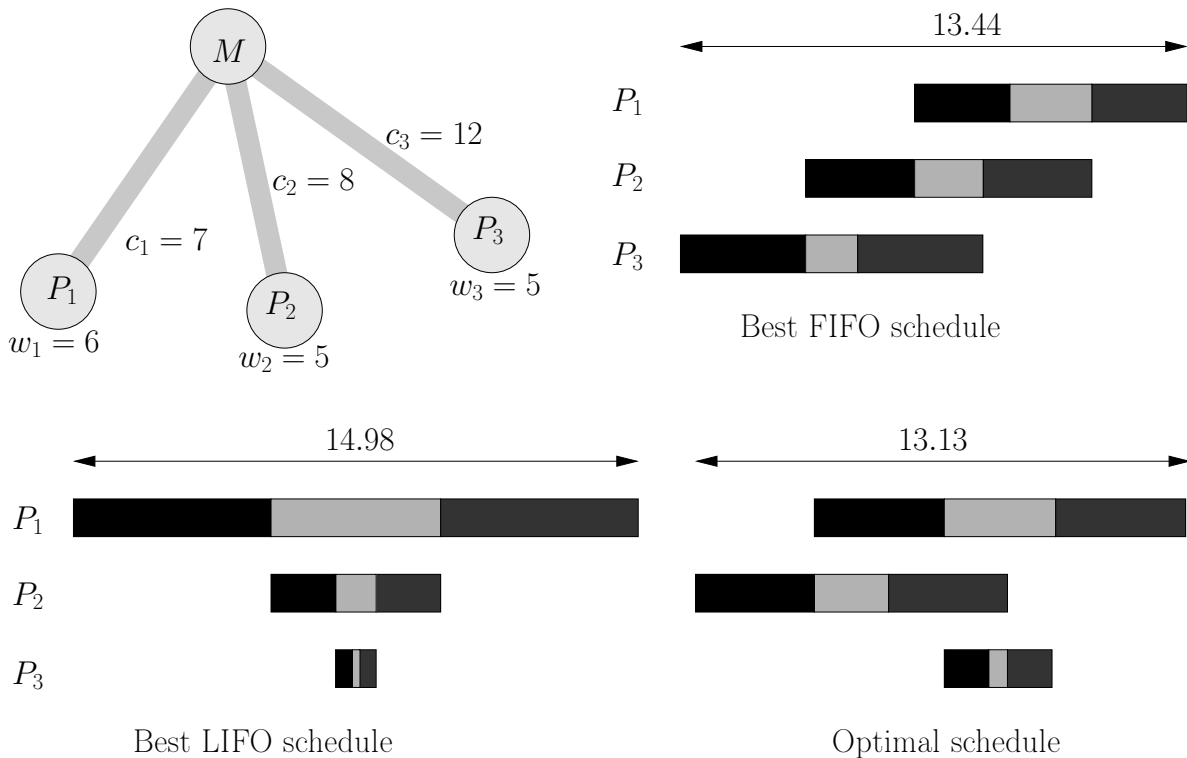 M
c₁ = 7
c₂ = 8
c₃ = 12
P₁
w₁ = 6
P₂
w₂ = 5
P₃
w₃ = 5
13.44
P₁
P₂
P₃
Best FIFO schedule
14.98
P₁
P₂
P₃
Best LIFO schedule
13.13
Optimal schedule